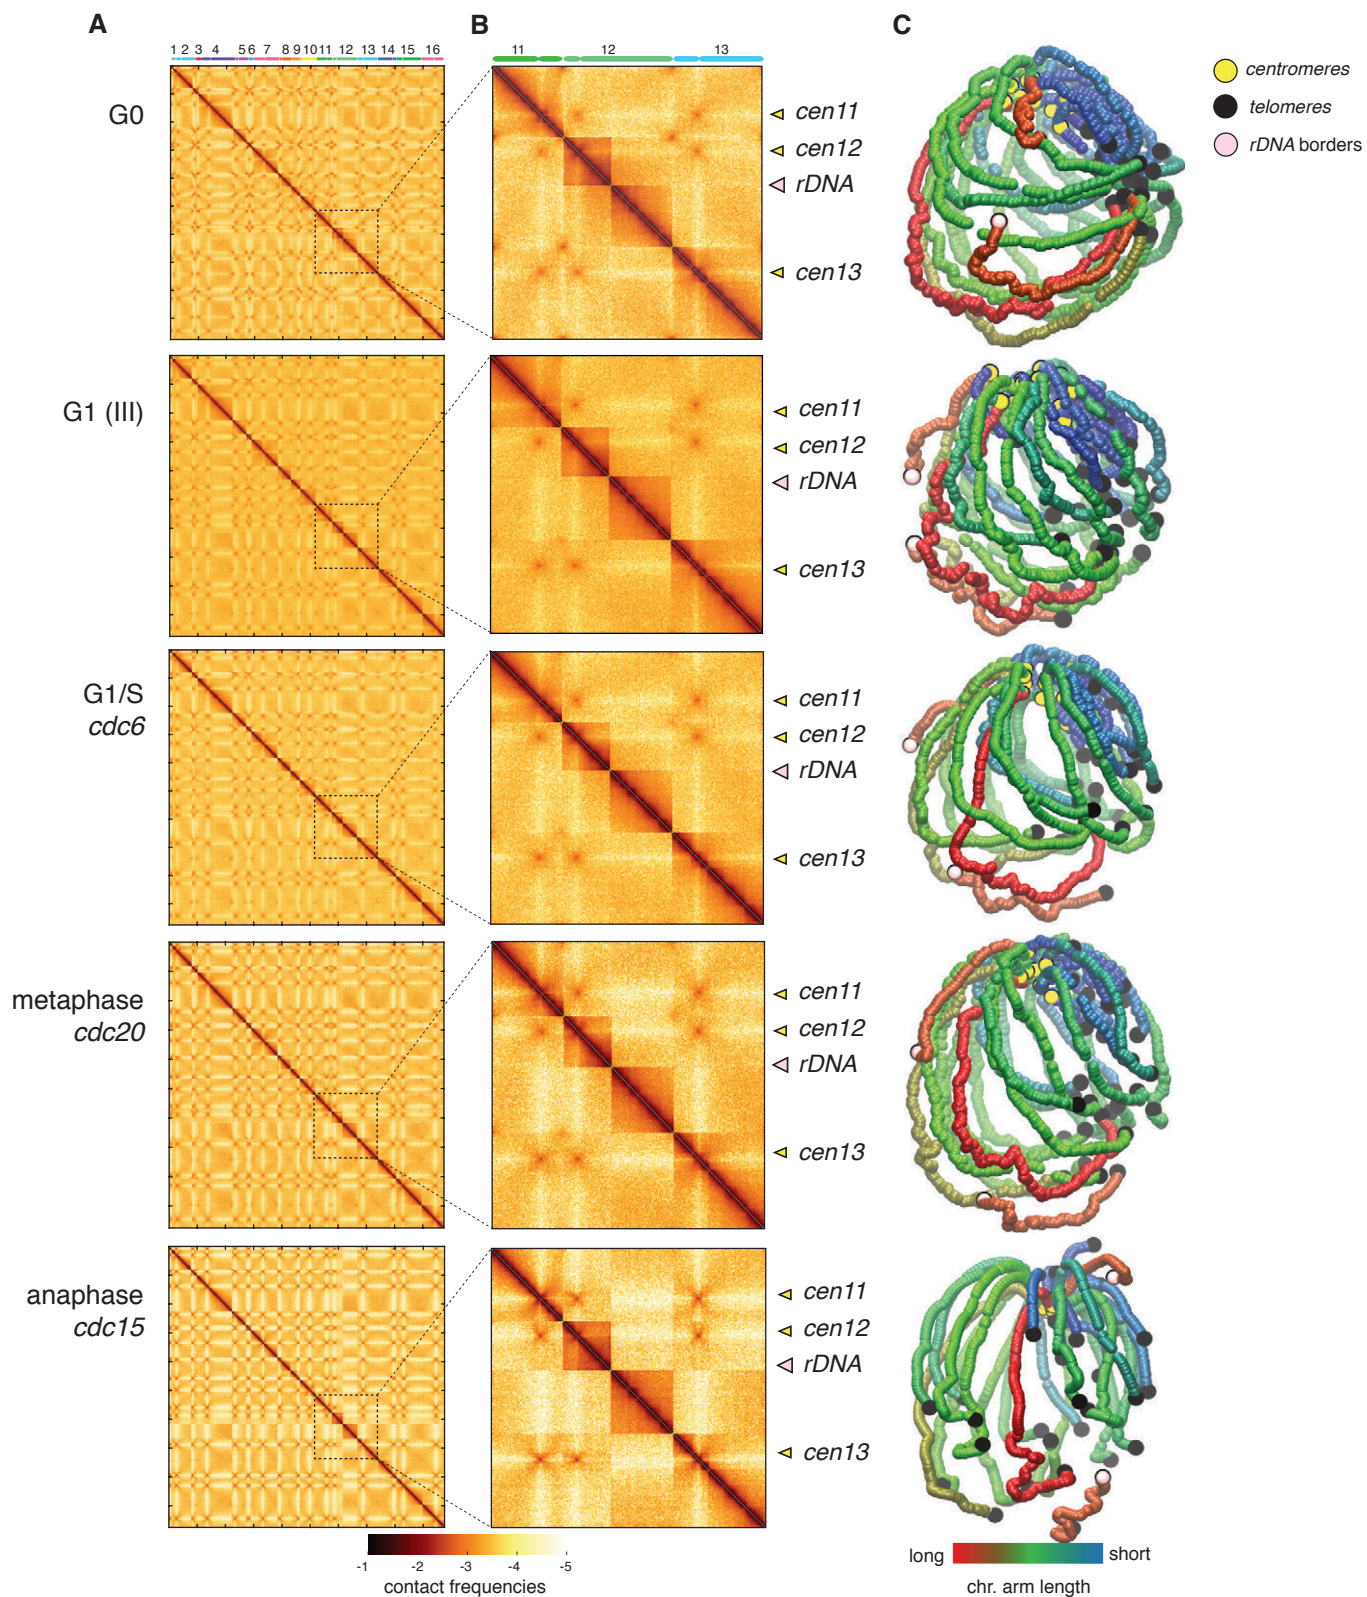 A
B
C
1 2 3 4 5 6 7 8 9 10 11 12 13 14 15 16
11 12 13
centromeres
telomeres
rDNA borders
G0
cen11
cen12
rDNA
cen13
G1 (III)
cen11
cen12
rDNA
cen13
G1/S
cdc6
cen11
cen12
rDNA
cen13
metaphase
cdc20
cen11
cen12
rDNA
cen13
anaphase
cdc15
cen11
cen12
rDNA
cen13
-1 -2 -3 -4 -5
contact frequencies
long short
chr. arm length